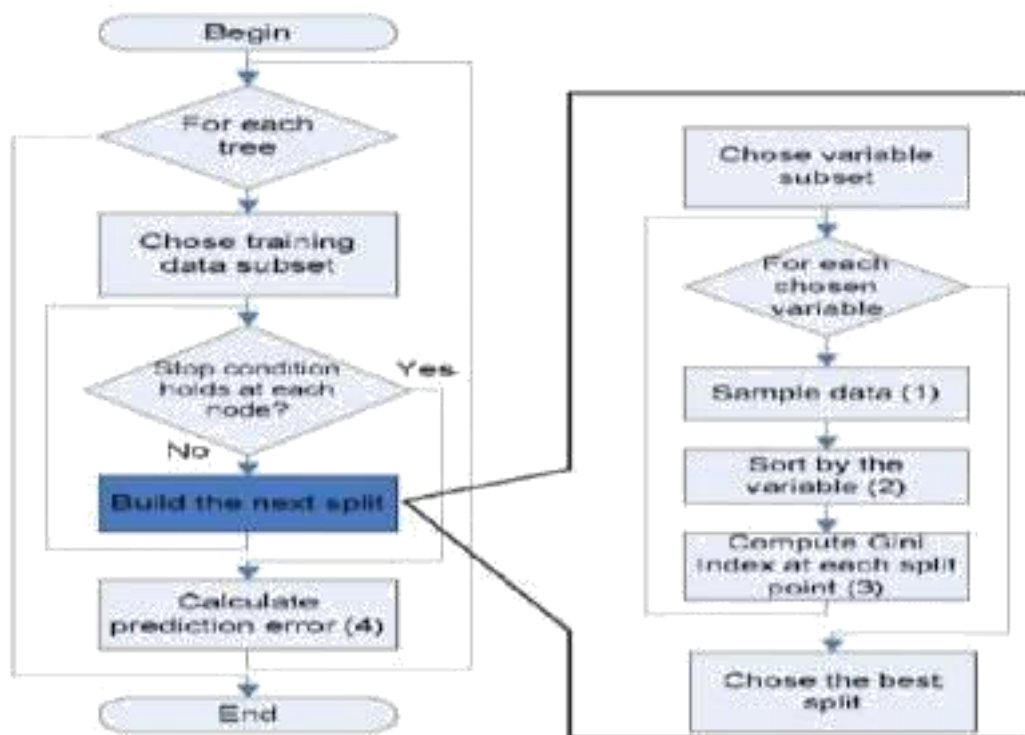 Begin
For each
tree
Chose training
data subset
Stop condition
holds at each
node?
Yes
No
Build the next split
Calculate
prediction error (4)
End
Chose variable
subset
For each
chosen
variable
Sample data (1)
Sort by the
variable (2)
Compute Gini
index at each split
point (3)
Chose the best
split